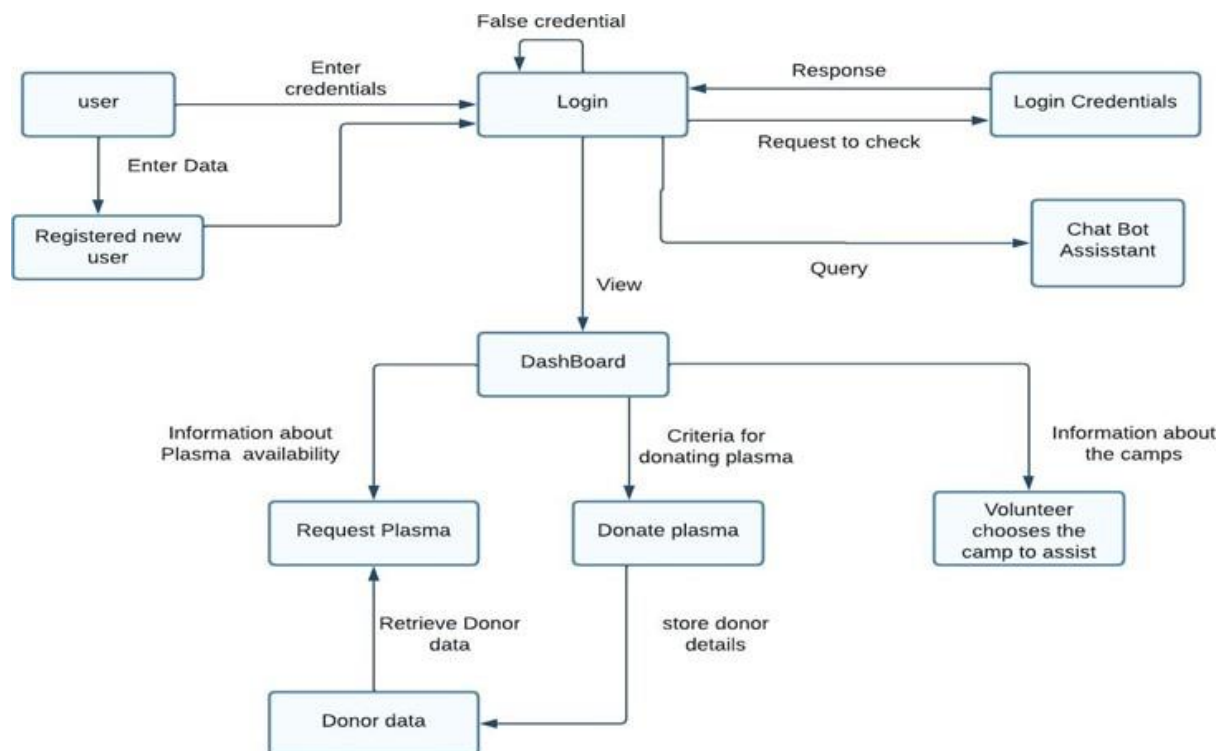 False credential
Enter
credentials
Response
user
Login
Login Credentials
Request to check
Enter Data
Registered new
user
Chat Bot
Assisstant
Query
View
DashBoard
Information about
Plasma availability
Criteria for
donating plasma
Information about
the camps
Request Plasma
Donate plasma
Volunteer
chooses the
camp to assist
Retrieve Donor
data
store donor
details
Donor data